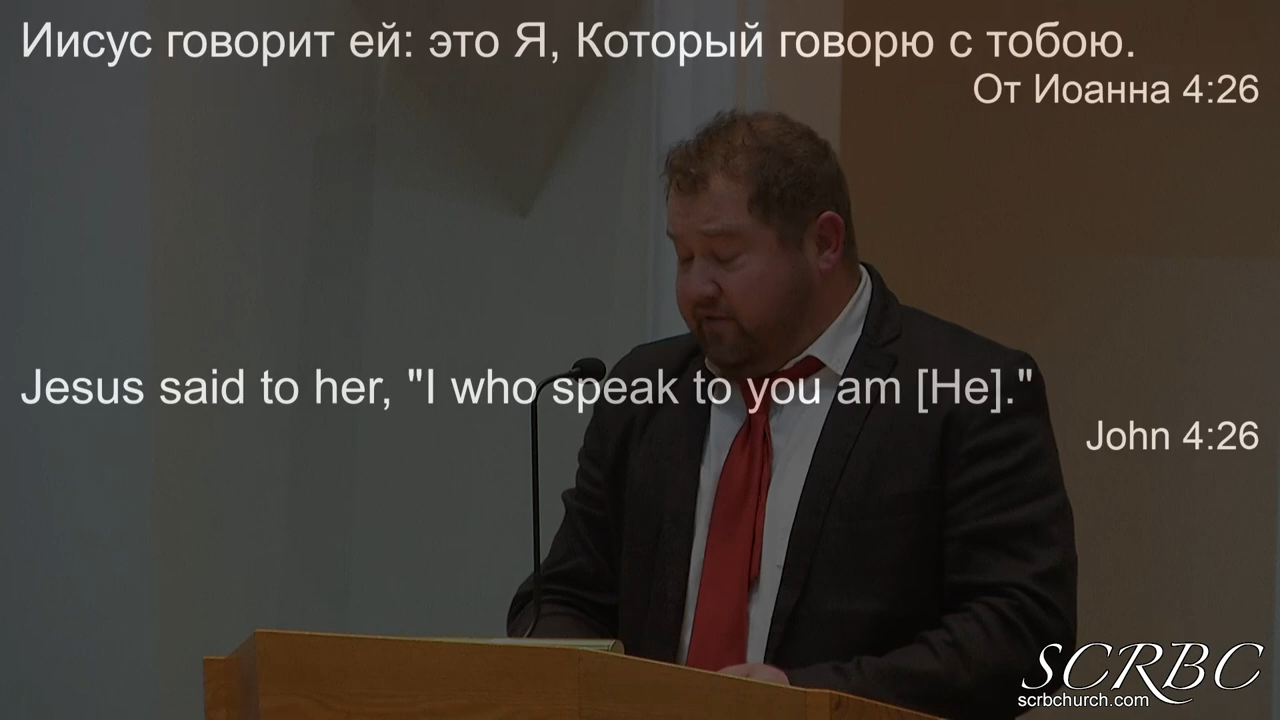 Иисус говорит ей: это Я, Который говорю с тобою.
От Иоанна 4:26
Jesus said to her, "I who speak to you am [He]."
John 4:26
SCRBC
scrbchurch.com